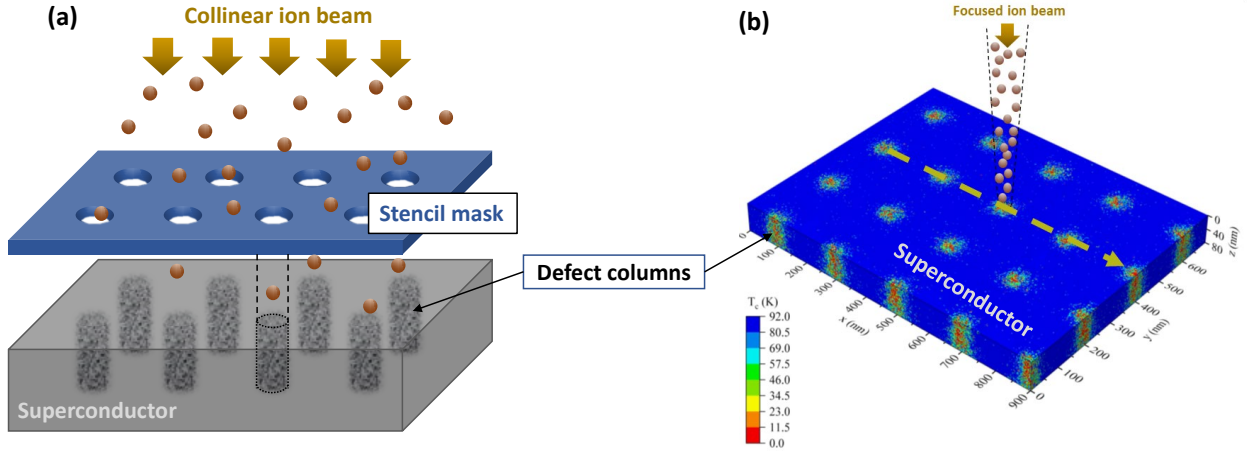 (a)
Collinear ion beam
Stencil mask
Defect columns
Superconductor
(b)
Focused ion beam
Superconductor
T_c (K)
92.0
80.5
69.0
57.5
46.0
34.5
23.0
11.5
0.0
0
100
200
300
400
500
600
700
800
900
x (nm)
0
100
200
300
400
500
600
y (nm)
0
40
80
z (nm)